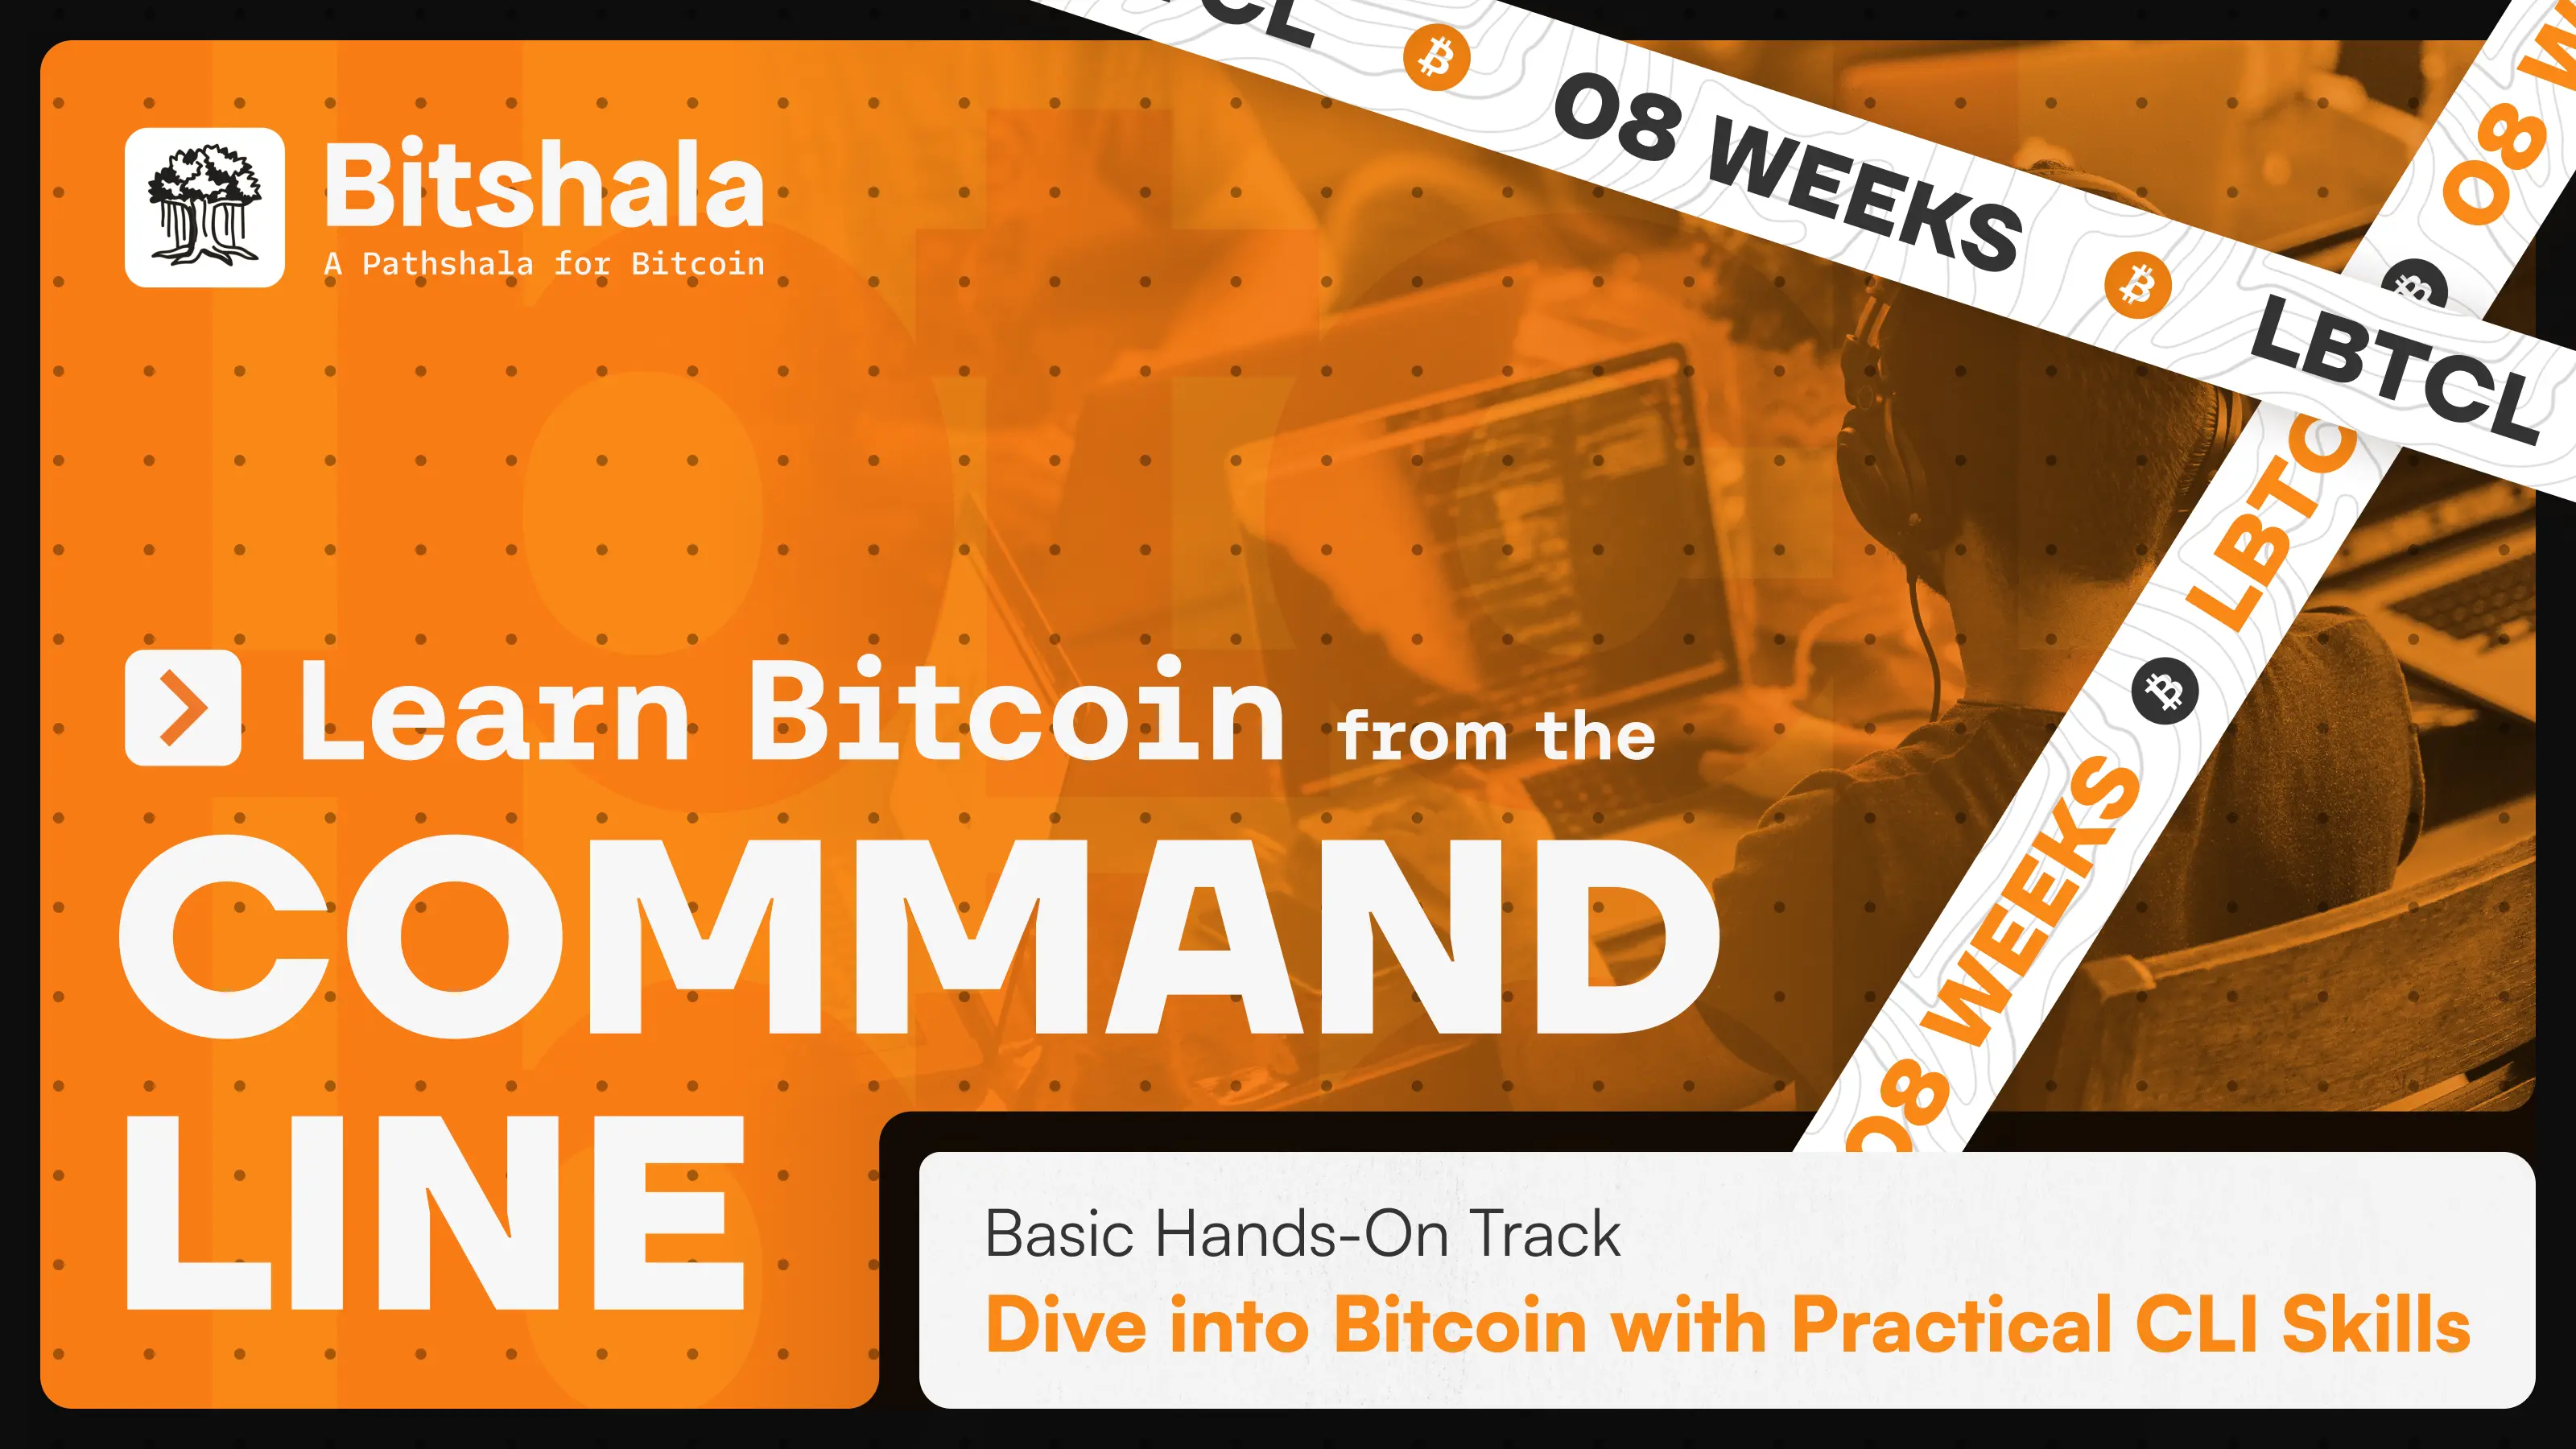 Bitshala
A Pathshala for Bitcoin
CL 08 WEEKS LBTCL
08 WEEKS LBTC 08 W
Learn Bitcoin from the
COMMAND
LINE
Basic Hands-On Track
Dive into Bitcoin with Practical CLI Skills